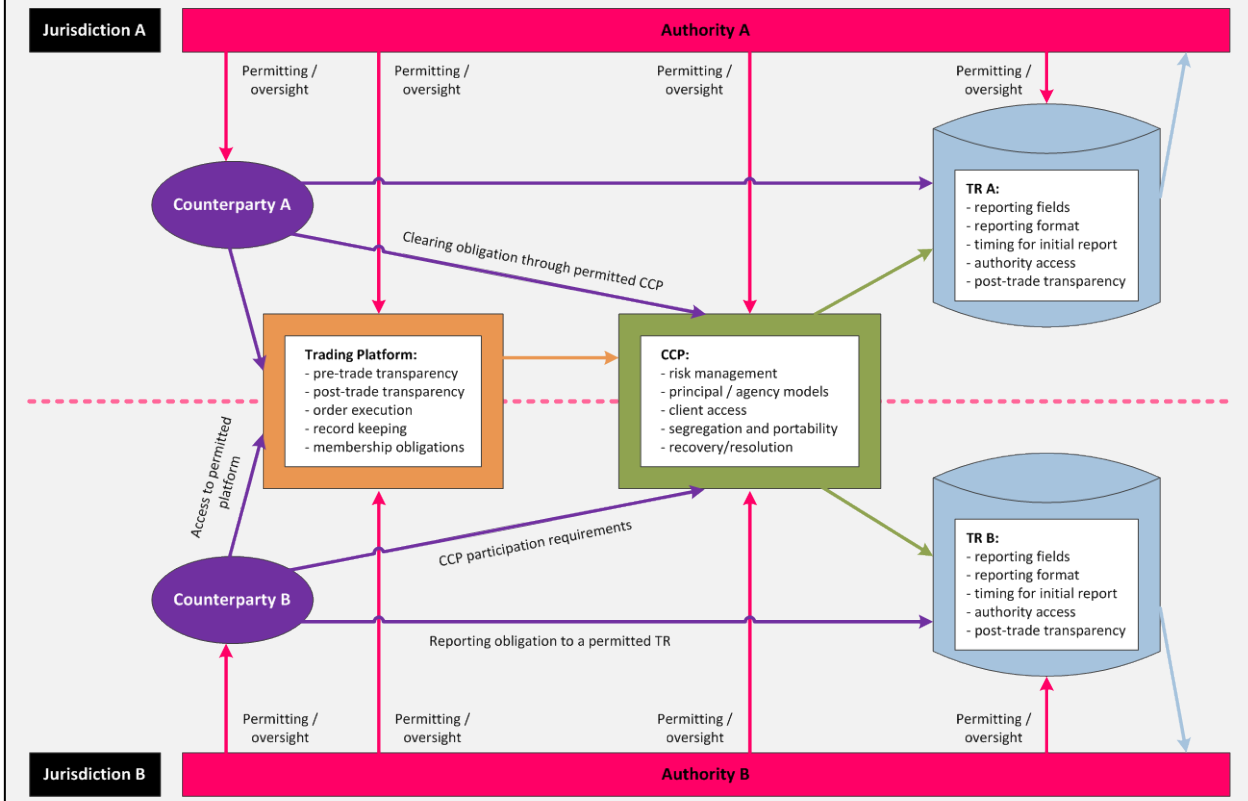 Jurisdiction A
Authority A
Permitting /
oversight
Permitting /
oversight
Permitting /
oversight
Permitting /
oversight
Counterparty A
TR A:
- reporting fields
- reporting format
- timing for initial report
- authority access
- post-trade transparency
Clearing obligation through permitted CCP
Trading Platform:
- pre-trade transparency
- post-trade transparency
- order execution
- record keeping
- membership obligations
CCP:
- risk management
- principal / agency models
- client access
- segregation and portability
- recovery/resolution
Access to permitted
platform
CCP participation requirements
TR B:
- reporting fields
- reporting format
- timing for initial report
- authority access
- post-trade transparency
Counterparty B
Reporting obligation to a permitted TR
Permitting /
oversight
Permitting /
oversight
Permitting /
oversight
Permitting /
oversight
Jurisdiction B
Authority B